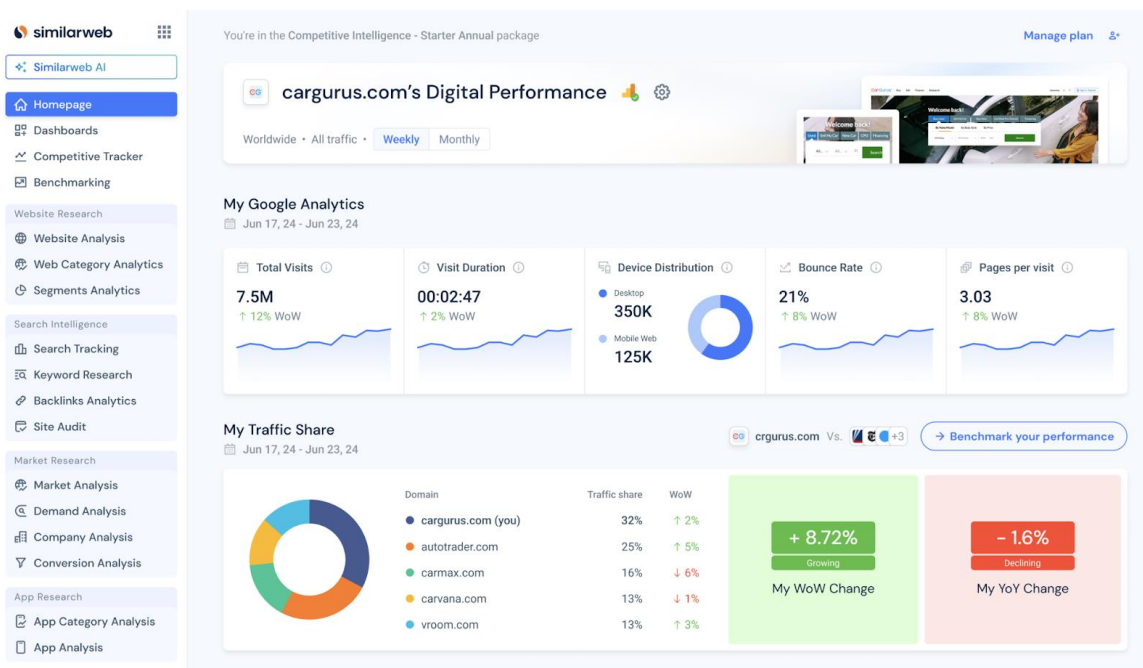 similarweb
Similarweb AI
Homepage
Dashboards
Competitive Tracker
Benchmarking
Website Research
Website Analysis
Web Category Analytics
Segments Analytics
Search Intelligence
Search Tracking
Keyword Research
Backlinks Analytics
Site Audit
Market Research
Market Analysis
Demand Analysis
Company Analysis
Conversion Analysis
App Research
App Category Analysis
App Analysis
You're in the Competitive Intelligence - Starter Annual package
Manage plan
CG cargurus.com's Digital Performance
Worldwide • All traffic • Weekly Monthly
Welcome back!
Search
Welcome back!
My Google Analytics
Jun 17, 24 - Jun 23, 24
Total Visits
7.5M
↑ 12% WoW
Visit Duration
00:02:47
↑ 2% WoW
Device Distribution
Desktop
350K
Mobile Web
125K
Bounce Rate
21%
↑ 8% WoW
Pages per visit
3.03
↑ 8% WoW
My Traffic Share
Jun 17, 24 - Jun 23, 24
CG crgurus.com Vs. +3
→ Benchmark your performance
Domain Traffic share WoW
cargurus.com (you) 32% ↑ 2%
autotrader.com 25% ↑ 5%
carmax.com 16% ↓ 6%
carvana.com 13% ↓ 1%
vroom.com 13% ↑ 3%
+ 8.72%
Growing
My WoW Change
- 1.6%
Declining
My YoY Change